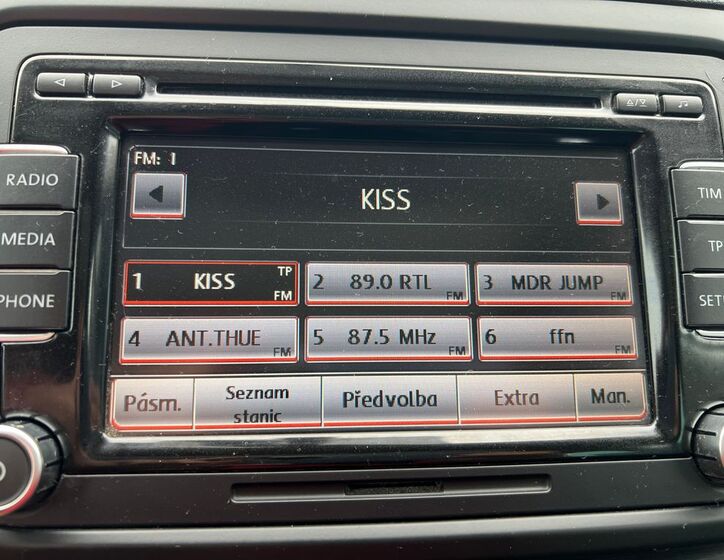 FM: 1
KISS
RADIO
MEDIA
PHONE
TIM
TP
SET
1 KISS TP FM
2 89.0 RTL FM
3 MDR JUMP FM
4 ANT.THUE FM
5 87.5 MHz FM
6 ffn FM
Pásm.
Seznam
stanic
Předvolba
Extra
Man.